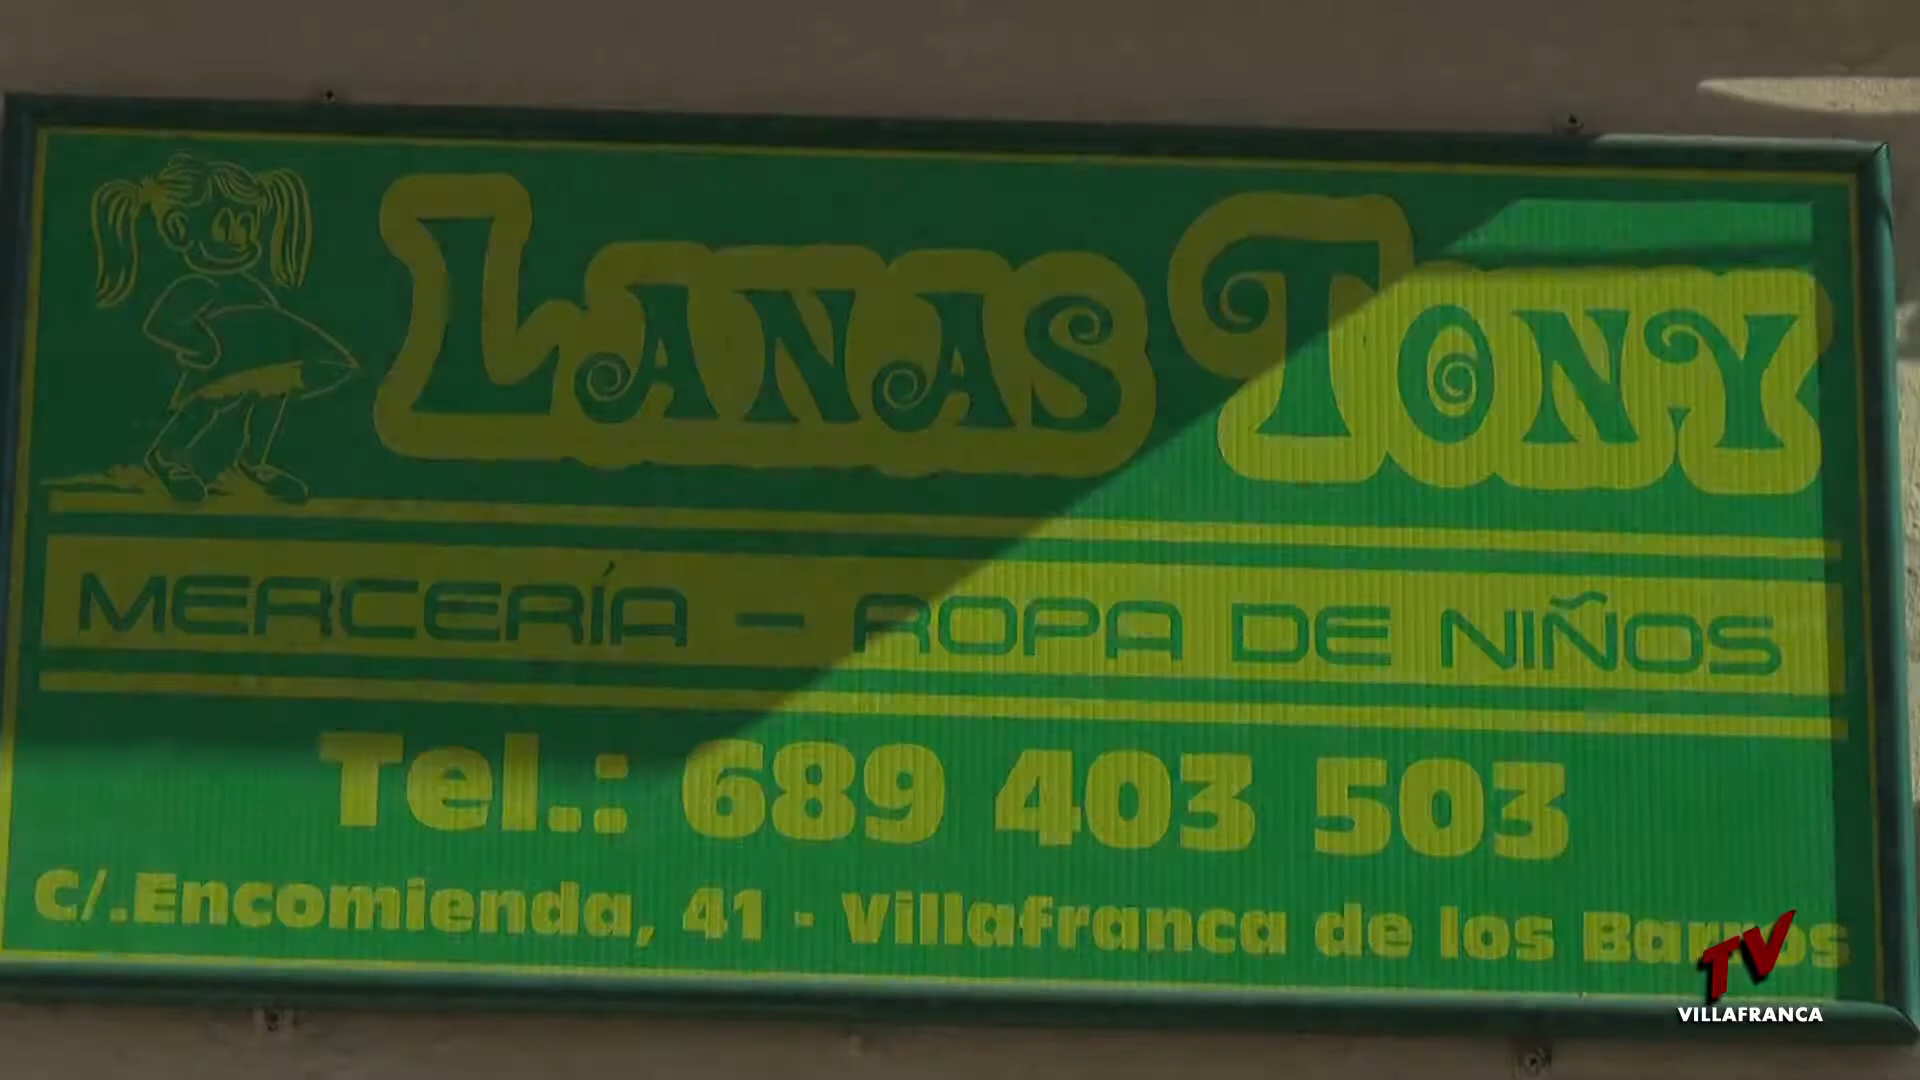 LANAS TONY
MERCERÍA - ROPA DE NIÑOS
Tel.: 689 403 503
C/.Encomienda, 41 - Villafranca de los Barros
TV
VILLAFRANCA